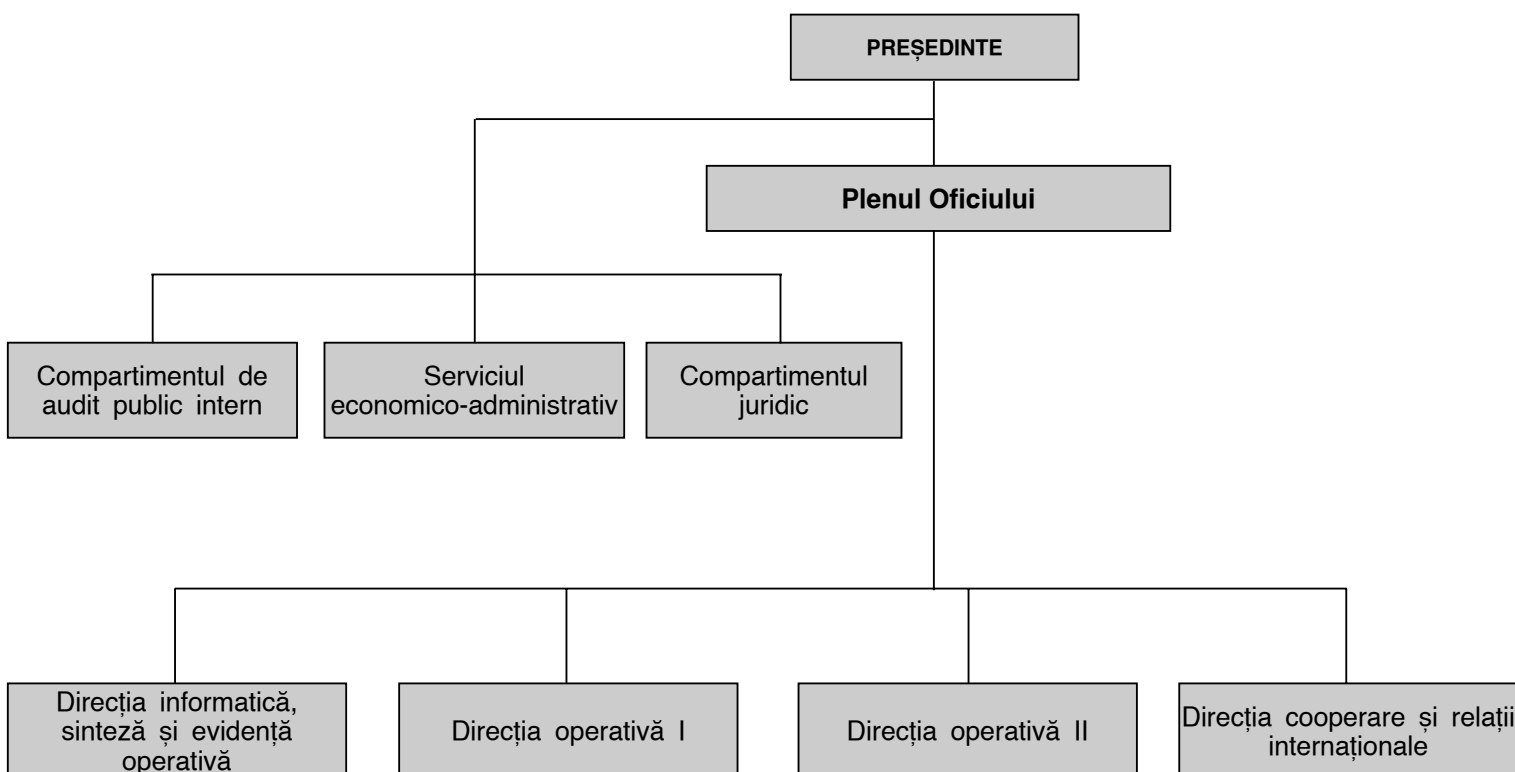 PREȘEDINTE
Plenul Oficiului
Compartimentul de
audit public intern
Serviciul
economico-administrativ
Compartimentul
juridic
Direcția informatică,
sinteză și evidență
operativă
Direcția operativă I
Direcția operativă II
Direcția cooperare și relații
internaționale